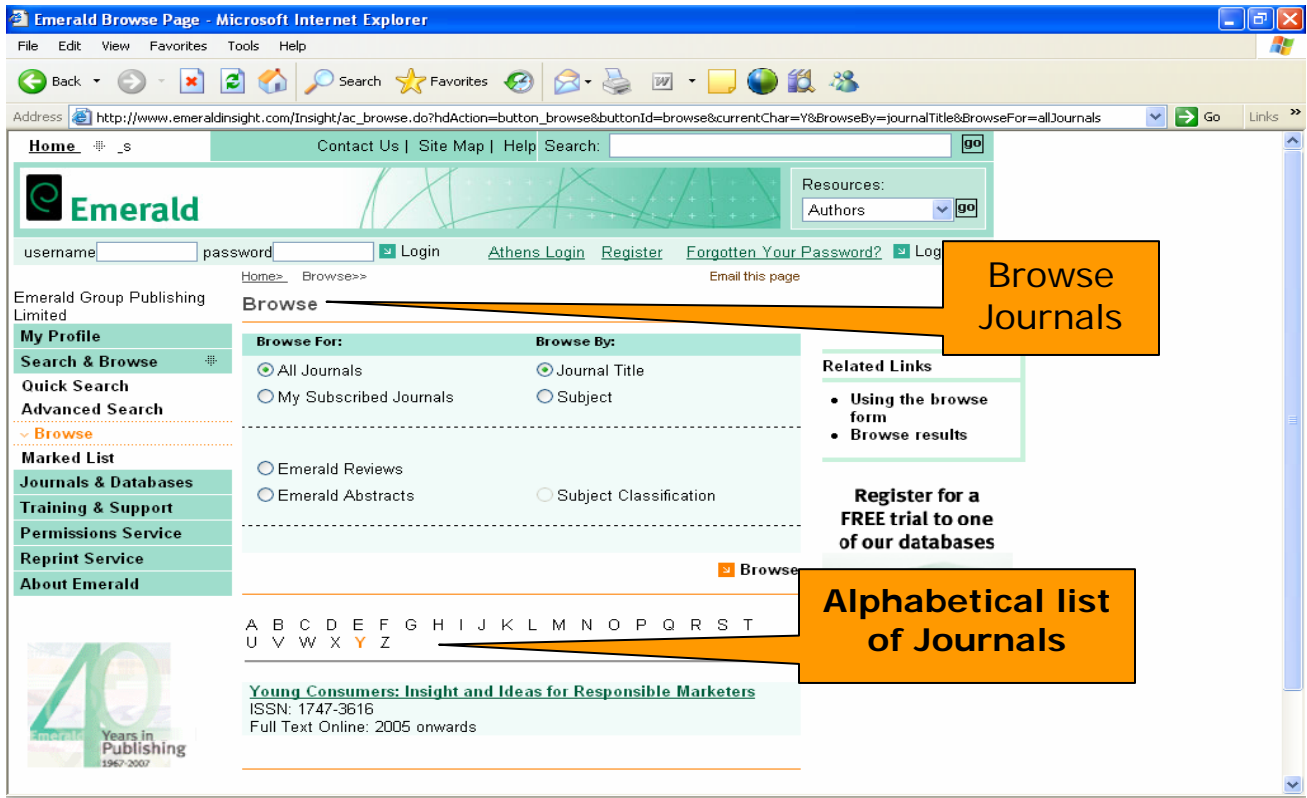 Emerald Browse Page - Microsoft Internet Explorer
File Edit View Favorites Tools Help
Back Search Favorites
Address http://www.emeraldinsight.com/Insight/ac_browse.do?hdAction=button_browse&buttonId=browse&currentChar=Y&BrowseBy=journalTitle&BrowseFor=allJournals Go Links »
Home _s Contact Us | Site Map | Help Search: go
Emerald
Resources:
Authors go
username password Login Athens Login Register Forgotten Your Password? Log
Home> Browse>> Email this page
Browse
Journals
Emerald Group Publishing
Limited
My Profile
Search & Browse
Quick Search
Advanced Search
Browse
Marked List
Journals & Databases
Training & Support
Permissions Service
Reprint Service
About Emerald
40
Emerald Years in
Publishing
1967-2007
Browse
Browse For: Browse By:
All Journals Journal Title
My Subscribed Journals Subject
Emerald Reviews
Emerald Abstracts Subject Classification
Browse
A B C D E F G H I J K L M N O P Q R S T
U V W X Y Z
Young Consumers: Insight and Ideas for Responsible Marketers
ISSN: 1747-3616
Full Text Online: 2005 onwards
Related Links
• Using the browse
form
• Browse results
Register for a
FREE trial to one
of our databases
Alphabetical list
of Journals